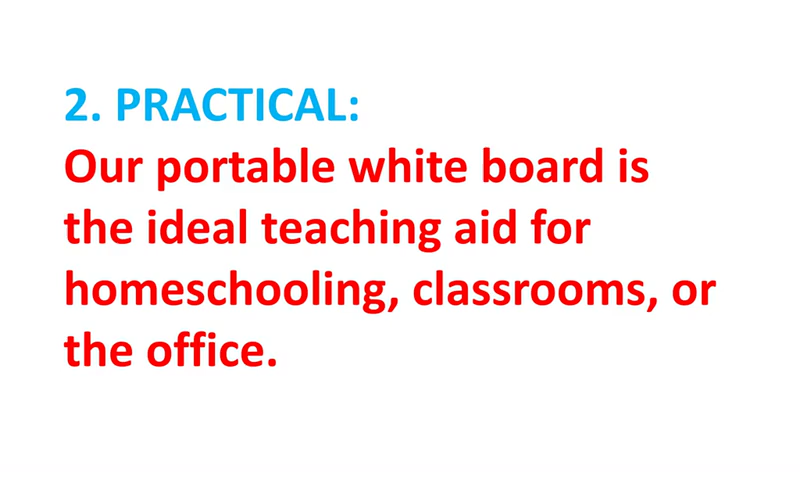 2. PRACTICAL:
Our portable white board is
the ideal teaching aid for
homeschooling, classrooms, or
the office.